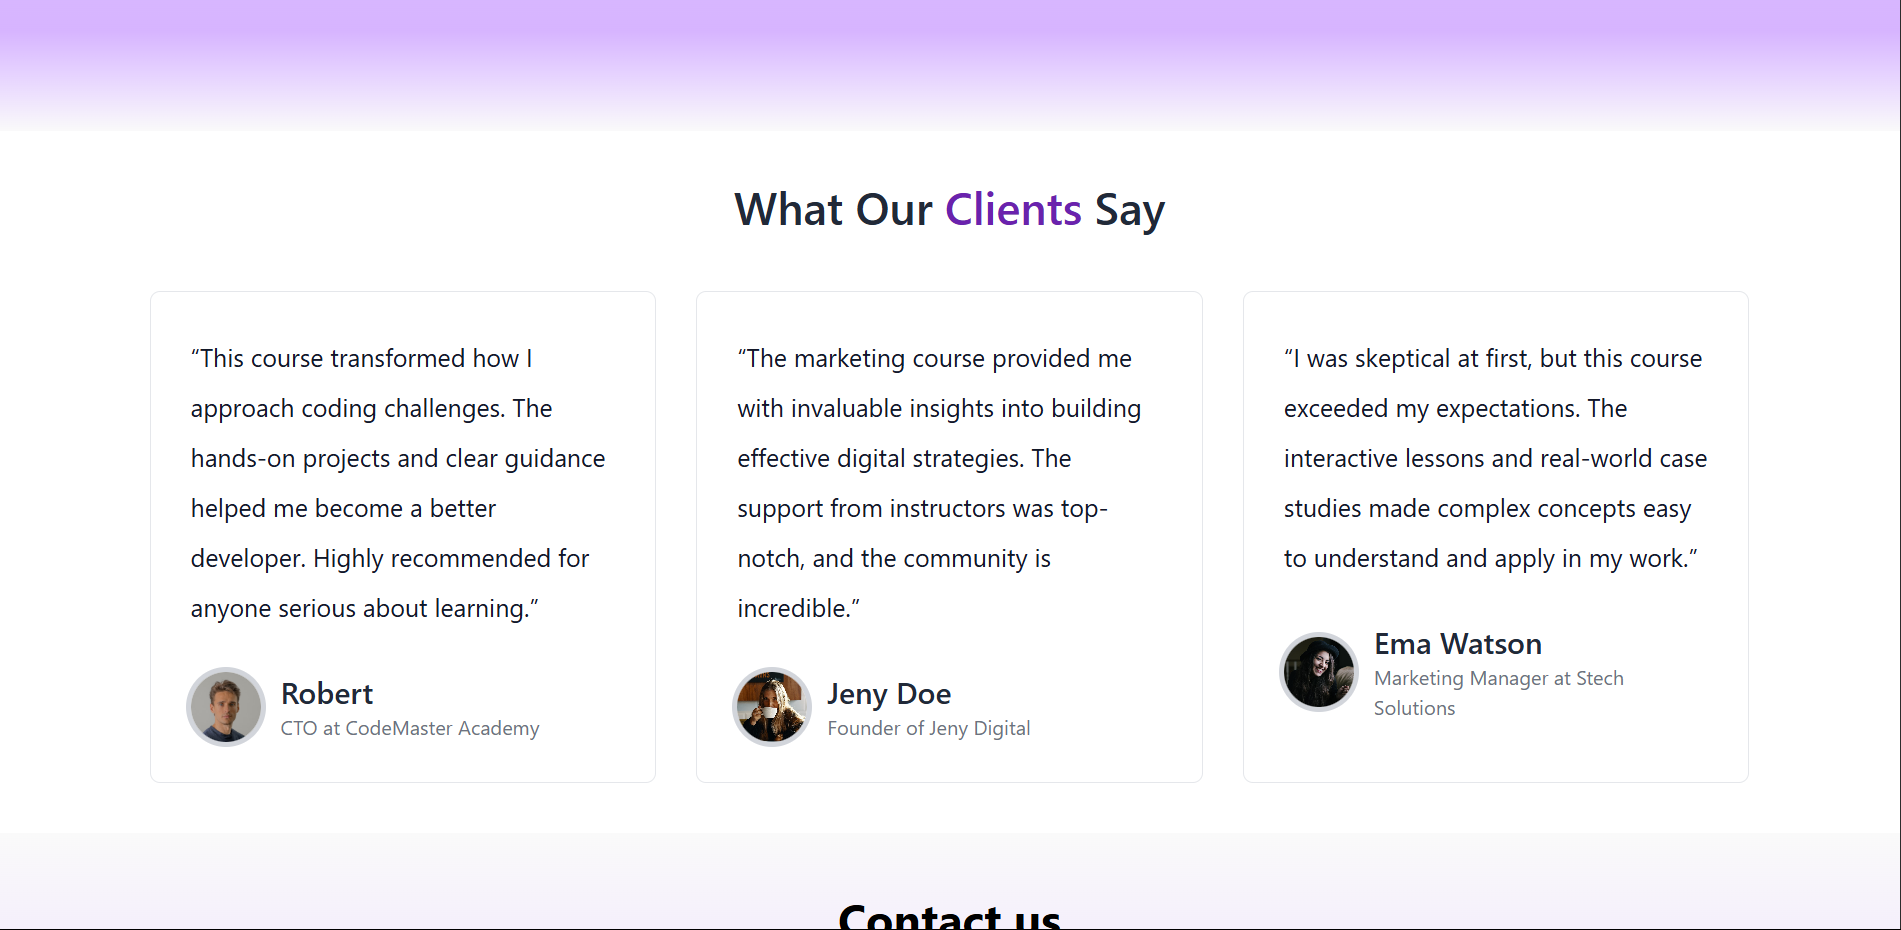 What Our Clients Say
“This course transformed how I
approach coding challenges. The
hands-on projects and clear guidance
helped me become a better
developer. Highly recommended for
anyone serious about learning.”
Robert
CTO at CodeMaster Academy
“The marketing course provided me
with invaluable insights into building
effective digital strategies. The
support from instructors was top-
notch, and the community is
incredible.”
Jeny Doe
Founder of Jeny Digital
“I was skeptical at first, but this course
exceeded my expectations. The
interactive lessons and real-world case
studies made complex concepts easy
to understand and apply in my work.”
Ema Watson
Marketing Manager at Stech
Solutions
Contact us